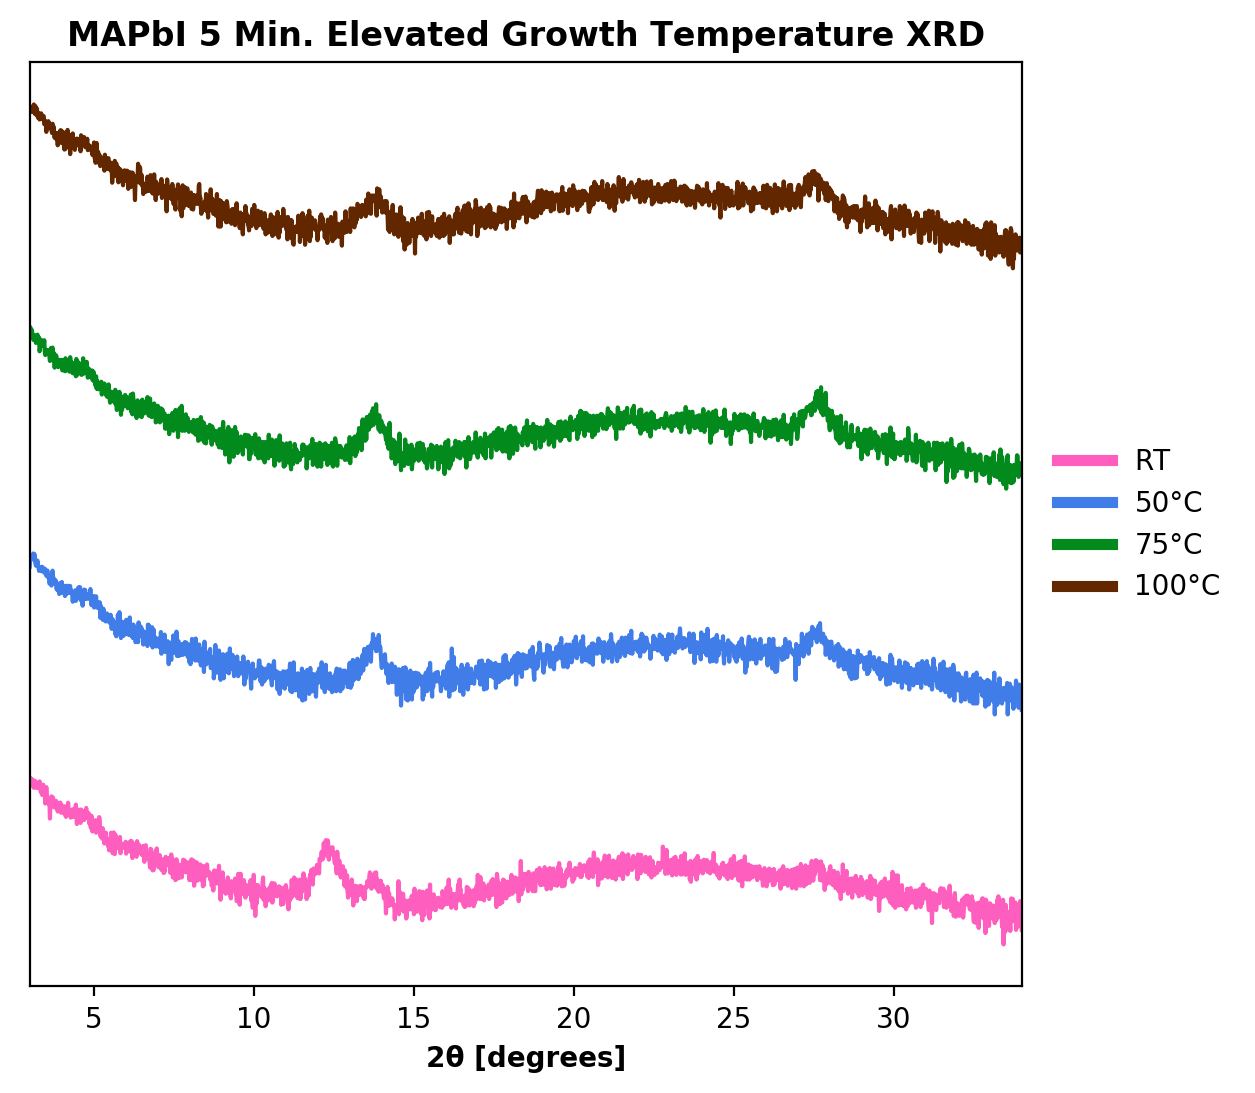 MAPbI 5 Min. Elevated Growth Temperature XRD
RT
50°C
75°C
100°C
5 10 15 20 25 30
2θ [degrees]